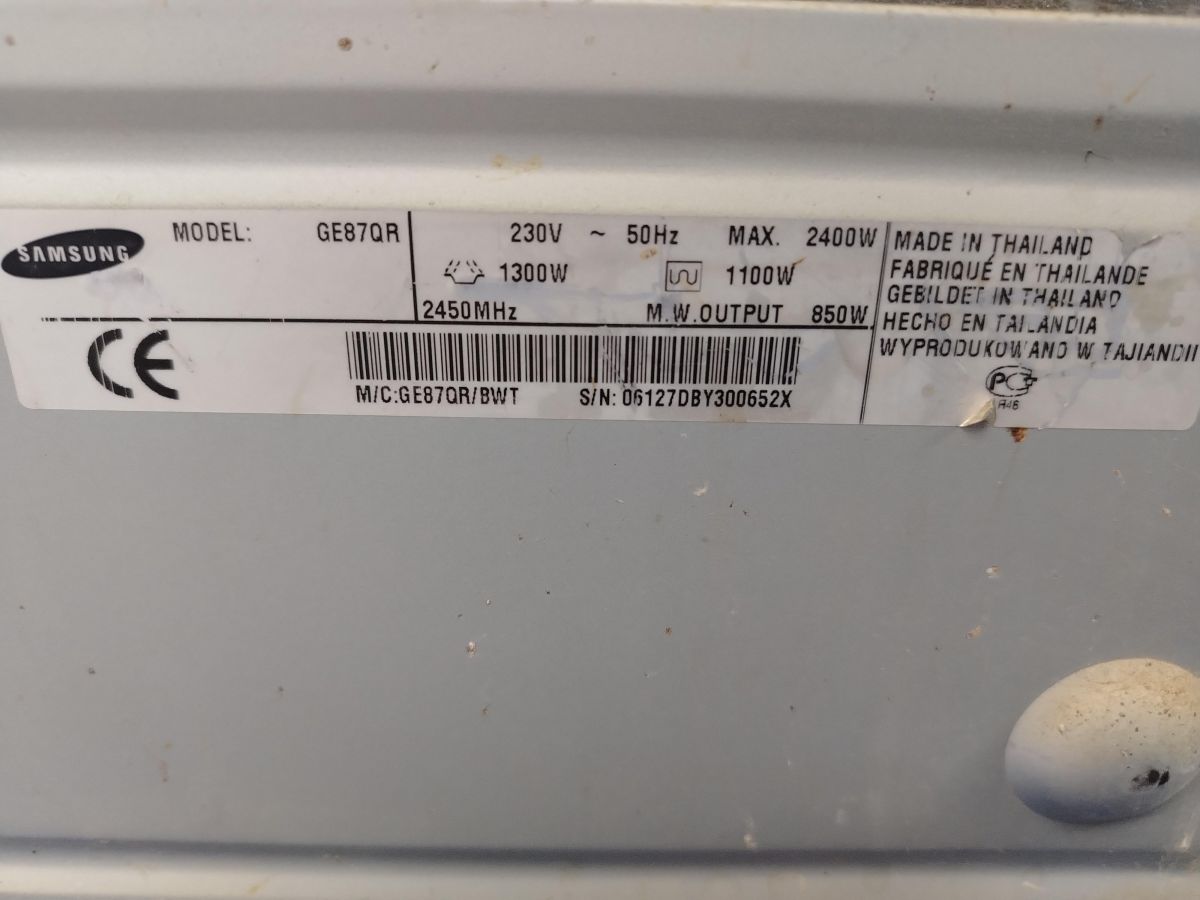 SAMSUNG
MODEL: GE87QR
230V ~ 50Hz MAX. 2400W
1300W 1100W
2450MHz M.W.OUTPUT 850W
MADE IN THAILAND
FABRIQUÉ EN THAILANDE
GEBILDET IN THAILAND
HECHO EN TAILANDIA
WYPRODUKOWANO W TAJIANDII
CE
M/C:GE87QR/BWT S/N: 06127DBY300652X